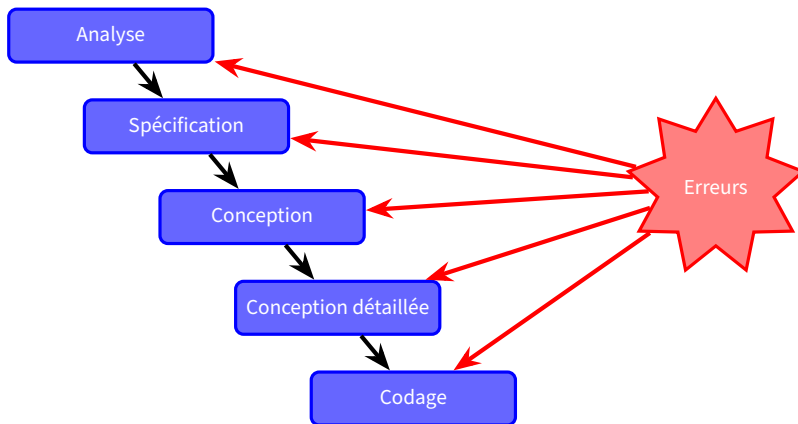 Analyse
Spécification
Erreurs
Conception
Conception détaillée
Codage